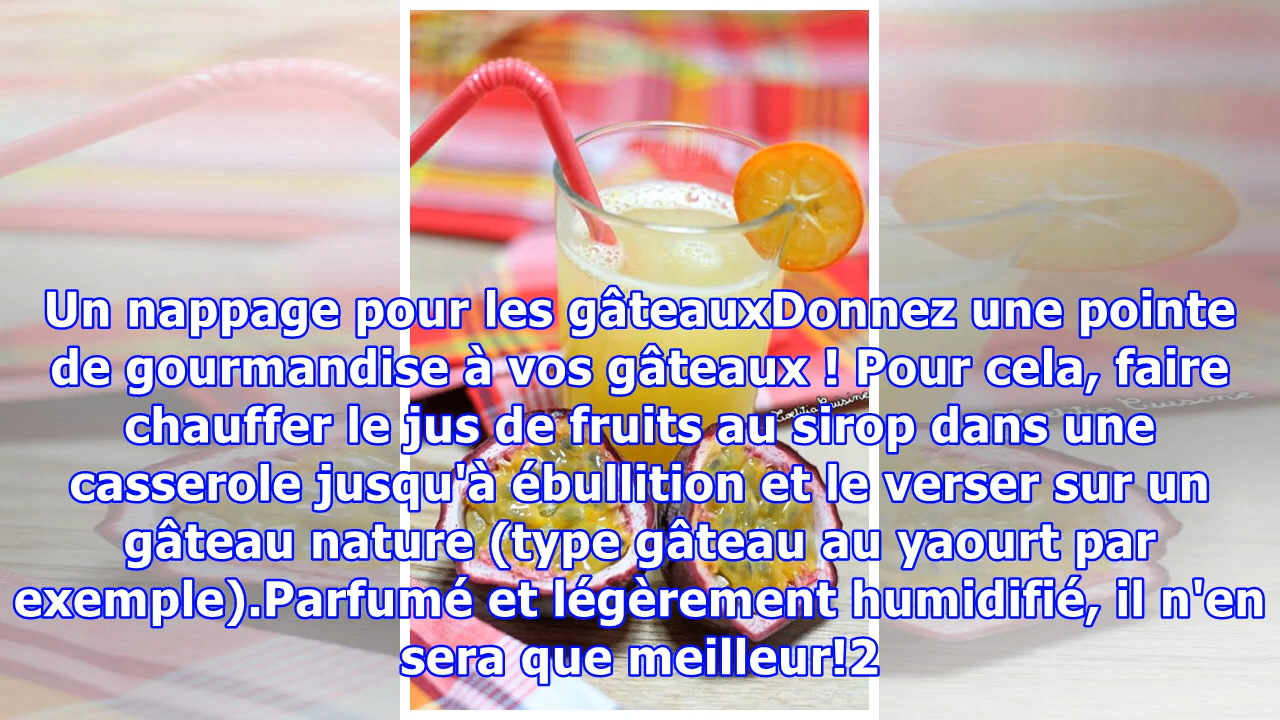 Un nappage pour les gâteauxDonnez une pointe
de gourmandise à vos gâteaux ! Pour cela, faire
chauffer le jus de fruits au sirop dans une
casserole jusqu'à ébullition et le verser sur un
gâteau nature (type gâteau au yaourt par
exemple).Parfumé et légèrement humidifié, il n'en
sera que meilleur!2
Laetitia Cuisine